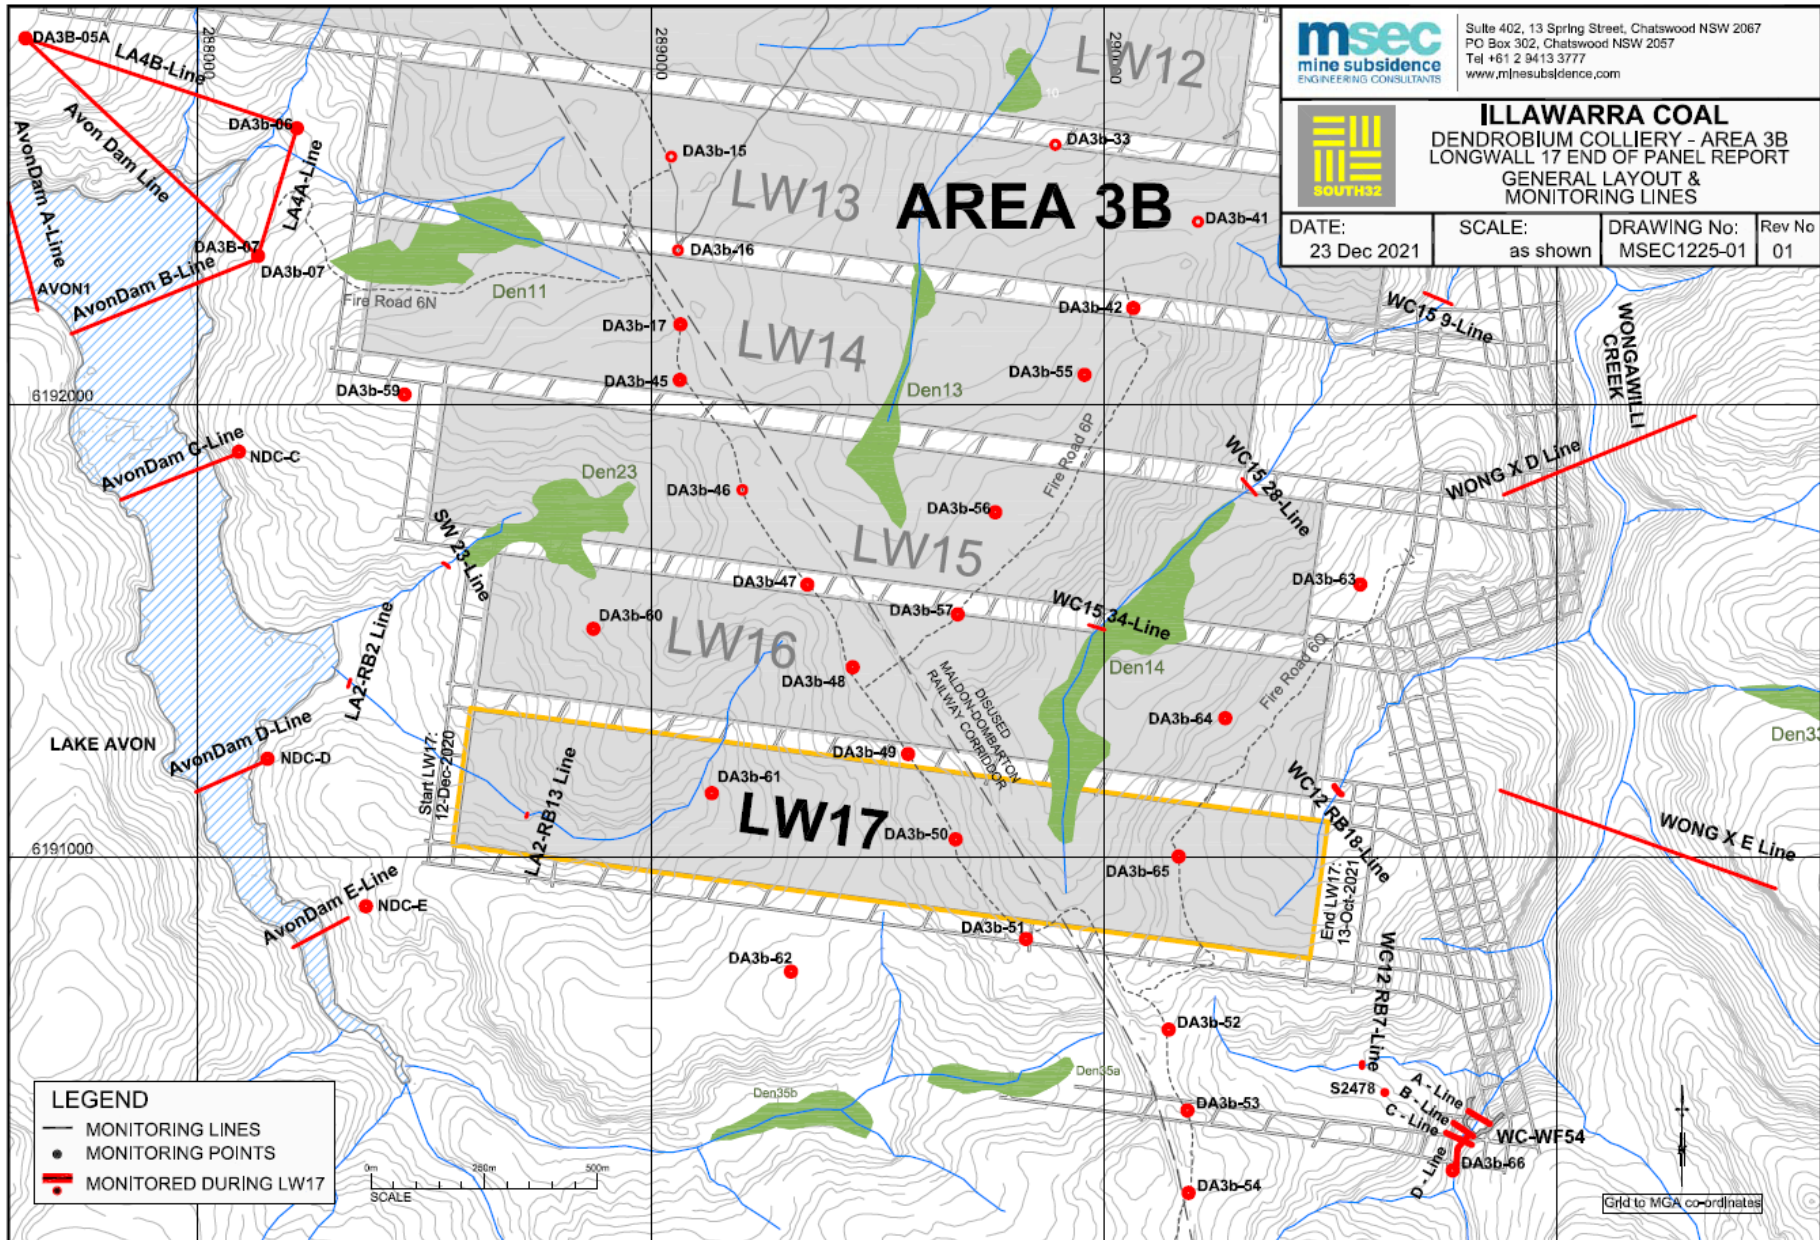 msec
mine subsidence
ENGINEERING CONSULTANTS
Suite 402, 13 Spring Street, Chatswood NSW 2067
PO Box 302, Chatswood NSW 2057
Tel +61 2 9413 3777
www.minesubsidence.com
SOUTH32
ILLAWARRA COAL
DENDROBIUM COLLIERY - AREA 3B
LONGWALL 17 END OF PANEL REPORT
GENERAL LAYOUT &
MONITORING LINES
DATE:
23 Dec 2021
SCALE:
as shown
DRAWING No:
MSEC1225-01
Rev No
01
288000
289000
290000
DA3B-05A
LA4B-Line
Avon Dam Line
AvonDam A-Line
DA3b-06
LA4A-Line
DA3B-07
DA3b-07
AVON1
AvonDam B-Line
Fire Road 6N
Den11
LW12
10
DA3b-15
DA3b-33
LW13
AREA 3B
DA3b-16
DA3b-41
DA3b-17
LW14
DA3b-42
WC15 9-Line
WONGAWILLI
CREEK
DA3b-45
DA3b-55
DA3b-59
Den13
6192000
Fire Road 6P
AvonDam C-Line
NDC-C
Den23
DA3b-46
DA3b-56
WC15 28-Line
WONG X D Line
SW 23-Line
LW15
DA3b-47
DA3b-57
WC15 34-Line
DA3b-63
DA3b-60
LW16
LA2-RB2 Line
DA3b-48
Den14
Fire Road 6Q
DISUSED
MALDON-DOMBARTON
RAILWAY CORRIDOR
DA3b-64
LAKE AVON
AvonDam D-Line
NDC-D
Start LW17:
12-Dec-2020
DA3b-49
Den33
DA3b-61
LW17
LA2-RB13 Line
DA3b-50
WC12 RB18-Line
WONG X E Line
6191000
DA3b-65
End LW17:
13-Oct-2021
AvonDam E-Line
NDC-E
DA3b-51
DA3b-62
WC12 RB7-Line
DA3b-52
Den35a
Den35b
S2478
A - Line
B - Line
C - Line
D - Line
DA3b-53
WC-WF54
DA3b-66
DA3b-54
LEGEND
MONITORING LINES
MONITORING POINTS
MONITORED DURING LW17
0m
250m
500m
SCALE
N
Grid to MGA co-ordinates